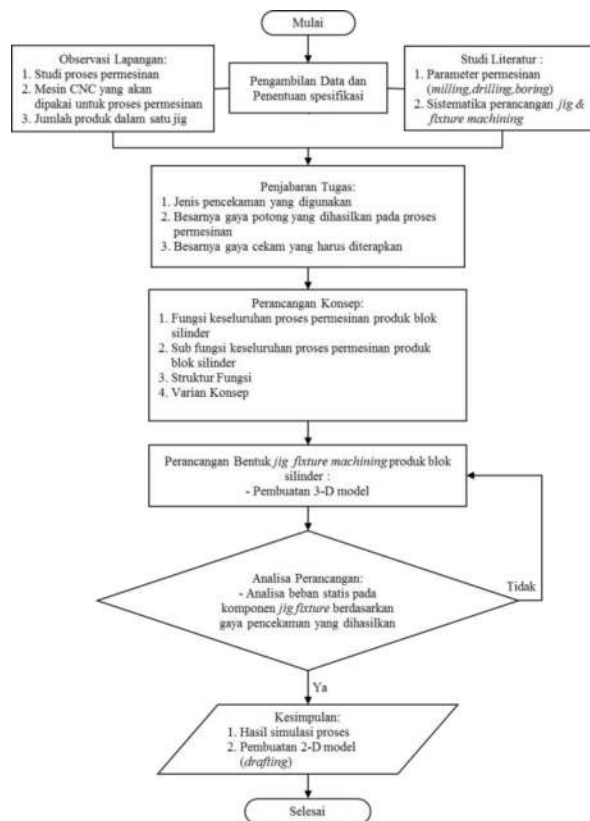 Mulai
Observasi Lapangan:
1. Studi proses permesinan
2. Mesin CNC yang akan
dipakai untuk proses permesinan
3. Jumlah produk dalam satu jig
Pengambilan Data dan
Penentuan spesifikasi
Studi Literatur :
1. Parameter permesinan
(milling,drilling,boring)
2. Sistematika perancangan jig &
fixture machining
Penjabaran Tugas:
1. Jenis pencekaman yang digunakan
2. Besarnya gaya potong yang dihasilkan pada proses
permesinan
3. Besarnya gaya cekam yang harus diterapkan
Perancangan Konsep:
1. Fungsi keseluruhan proses permesinan produk blok
silinder
2. Sub fungsi keseluruhan proses permesinan produk
blok silinder
3. Struktur Fungsi
4. Varian Konsep
Perancangan Bentuk jig fixture machining produk blok
silinder :
- Pembuatan 3-D model
Analisa Perancangan:
- Analisa beban statis pada
komponen jig fixture berdasarkan
gaya pencekaman yang dihasilkan
Tidak
Ya
Kesimpulan:
1. Hasil simulasi proses
2. Pembuatan 2-D model
(drafting)
Selesai